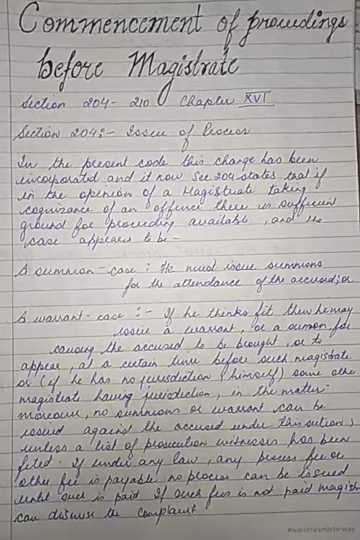 Commencement of proceedings
before Magistrate
Section 204- 210 Chapter XVI
Section 204:- Issue of Process
In the present code this change has been
incorporated and it now Sec 204 states that if
in the opinion of a Magistrate taking
cognizance of an offence there is sufficient
ground for proceeding available, and the
case appears to be -
A summon-case : He must issue summons
for the attendance of the accused; or
A warrant-case :- If he thinks fit then he may
issue a warrant, or a summon, for
causing the accused to be brought, or to
appear, at a certain time before such magistrate
or (if he has no jurisdiction himself) some other
magistrate having jurisdiction, in the matter-
moreover, no summons or warrant can be
issued against the accused under this section,
unless a list of prosecution witnesses has been
filed. If under any law, any process fee or
other fee is payable no process can be issued
until one is paid If such fees is not paid magist
can dismiss the complaint